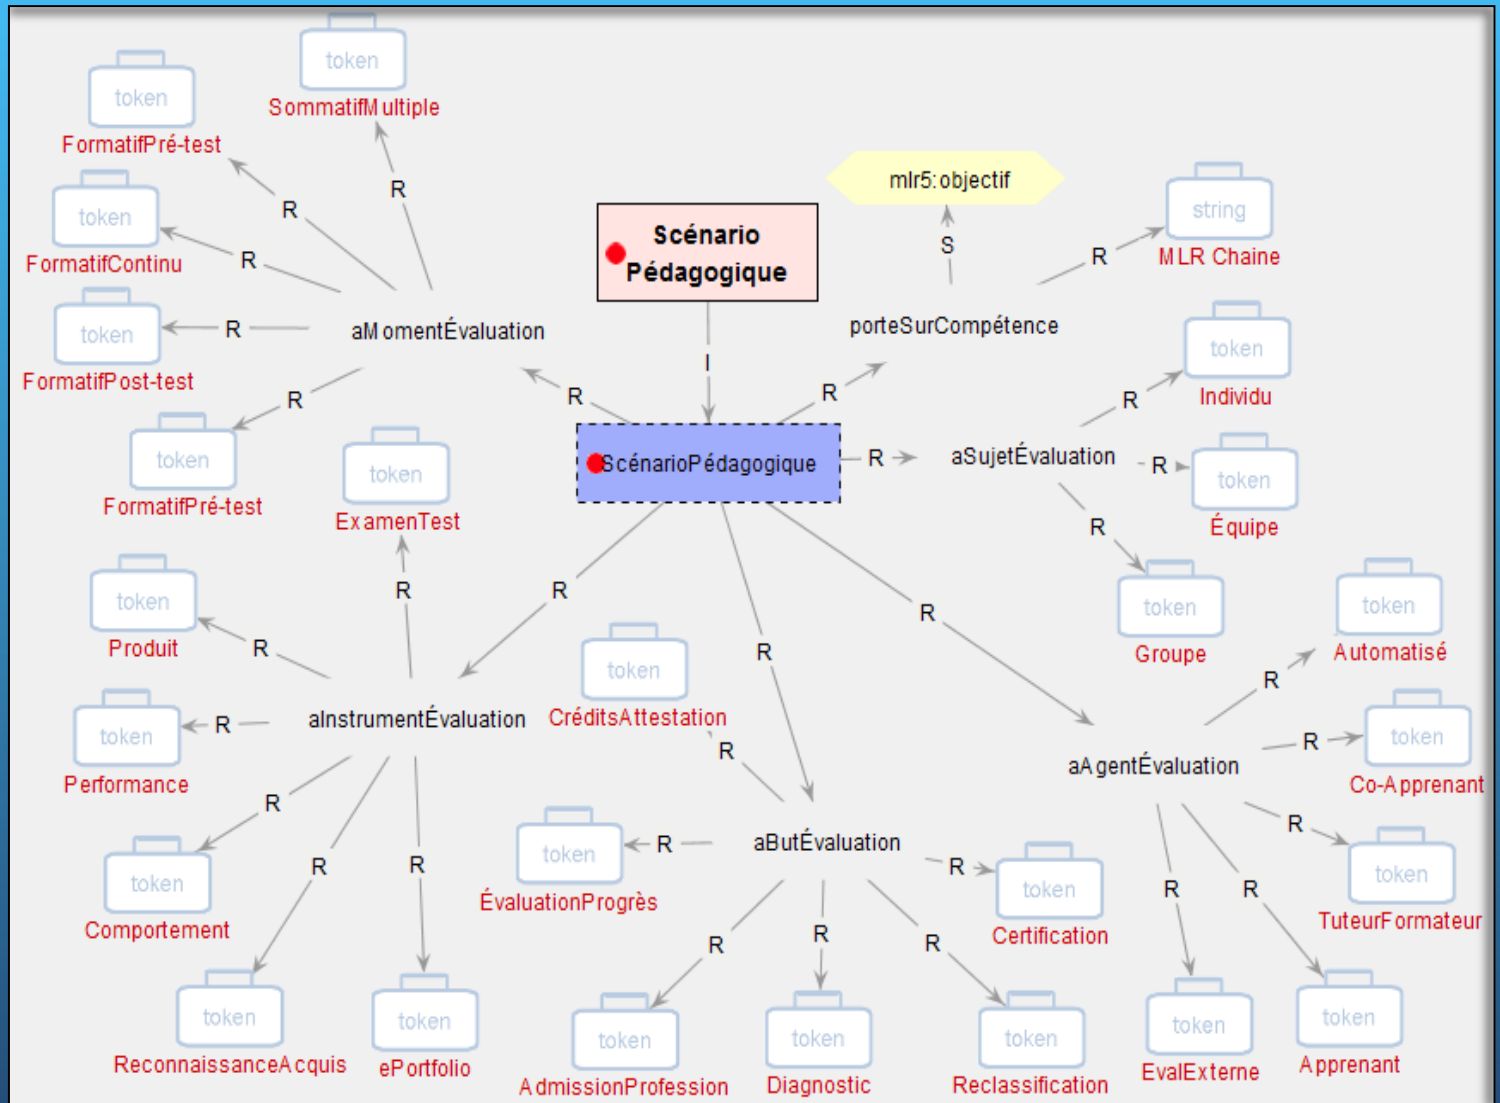 token
SommatifMultiple
token
FormatifPré-test
R
R
token
FormatifContinu
R
token
FormatifPost-test
R
aMomentÉvaluation
R
token
FormatifPré-test
R
Scénario
Pédagogique
I
mlr5:objectif
S
string
MLR Chaine
R
porteSurCompétence
R
ScénarioPédagogique
R
aSujetÉvaluation
R
token
Individu
R
token
Équipe
R
token
Groupe
token
ExamenTest
R
R
token
Produit
R
aInstrumentÉvaluation
R
token
Performance
R
token
Comportement
R
token
ReconnaissanceAcquis
R
token
ePortfolio
R
token
CréditsAttestation
R
aButÉvaluation
R
token
ÉvaluationProgrès
R
token
AdmissionProfession
R
token
Diagnostic
R
token
Reclassification
R
token
Certification
R
aAgentÉvaluation
R
token
Automatisé
R
token
Co-Apprenant
R
token
TuteurFormateur
R
token
EvalExterne
R
token
Apprenant